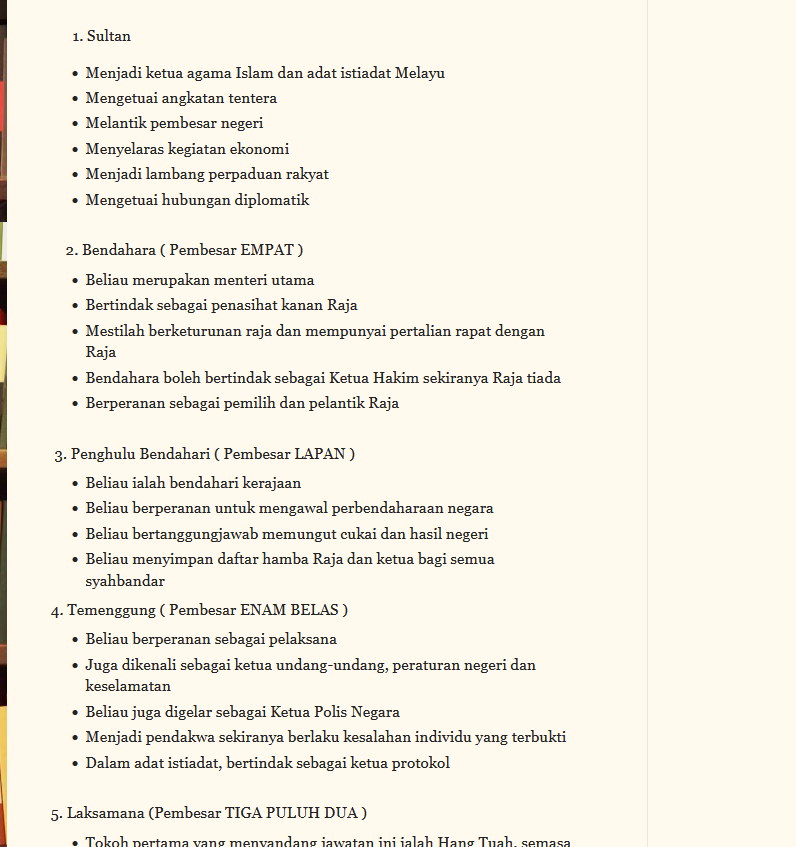 1. Sultan
• Menjadi ketua agama Islam dan adat istiadat Melayu
• Mengetuai angkatan tentera
• Melantik pembesar negeri
• Menyelaras kegiatan ekonomi
• Menjadi lambang perpaduan rakyat
• Mengetuai hubungan diplomatik
2. Bendahara ( Pembesar EMPAT )
• Beliau merupakan menteri utama
• Bertindak sebagai penasihat kanan Raja
• Mestilah berketurunan raja dan mempunyai pertalian rapat dengan
Raja
• Bendahara boleh bertindak sebagai Ketua Hakim sekiranya Raja tiada
• Berperanan sebagai pemilih dan pelantik Raja
3. Penghulu Bendahari ( Pembesar LAPAN )
• Beliau ialah bendahari kerajaan
• Beliau berperanan untuk mengawal perbendaharaan negara
• Beliau bertanggungjawab memungut cukai dan hasil negeri
• Beliau menyimpan daftar hamba Raja dan ketua bagi semua
syahbandar
4. Temenggung ( Pembesar ENAM BELAS )
• Beliau berperanan sebagai pelaksana
• Juga dikenali sebagai ketua undang-undang, peraturan negeri dan
keselamatan
• Beliau juga digelar sebagai Ketua Polis Negara
• Menjadi pendakwa sekiranya berlaku kesalahan individu yang terbukti
• Dalam adat istiadat, bertindak sebagai ketua protokol
5. Laksamana (Pembesar TIGA PULUH DUA )
• Tokoh pertama yang menyandang jawatan ini ialah Hang Tuah, semasa